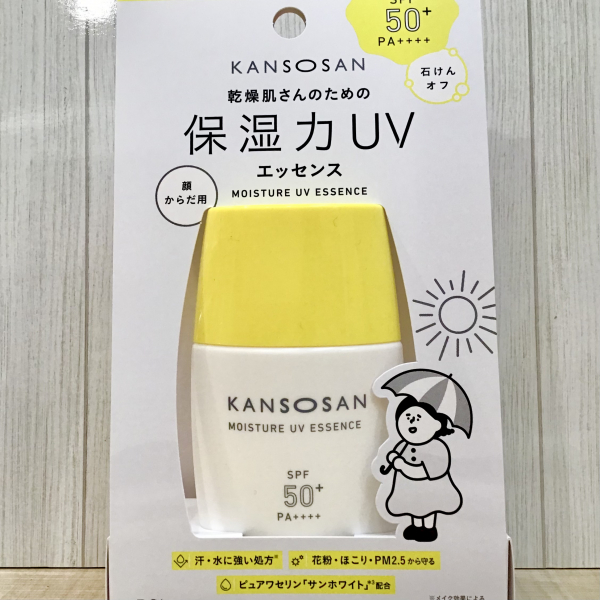 SPF
50+
PA++++
石けん
オフ
KANSOSAN
乾燥肌さんのための
保湿力UV
エッセンス
MOISTURE UV ESSENCE
顔
からだ用
KANSOSAN
MOISTURE UV ESSENCE
SPF
50+
PA++++
汗・水に強い処方※
花粉・ほこり・PM2.5から守る
ピュアワセリン「サンホワイト」※3配合
※メイク効果による